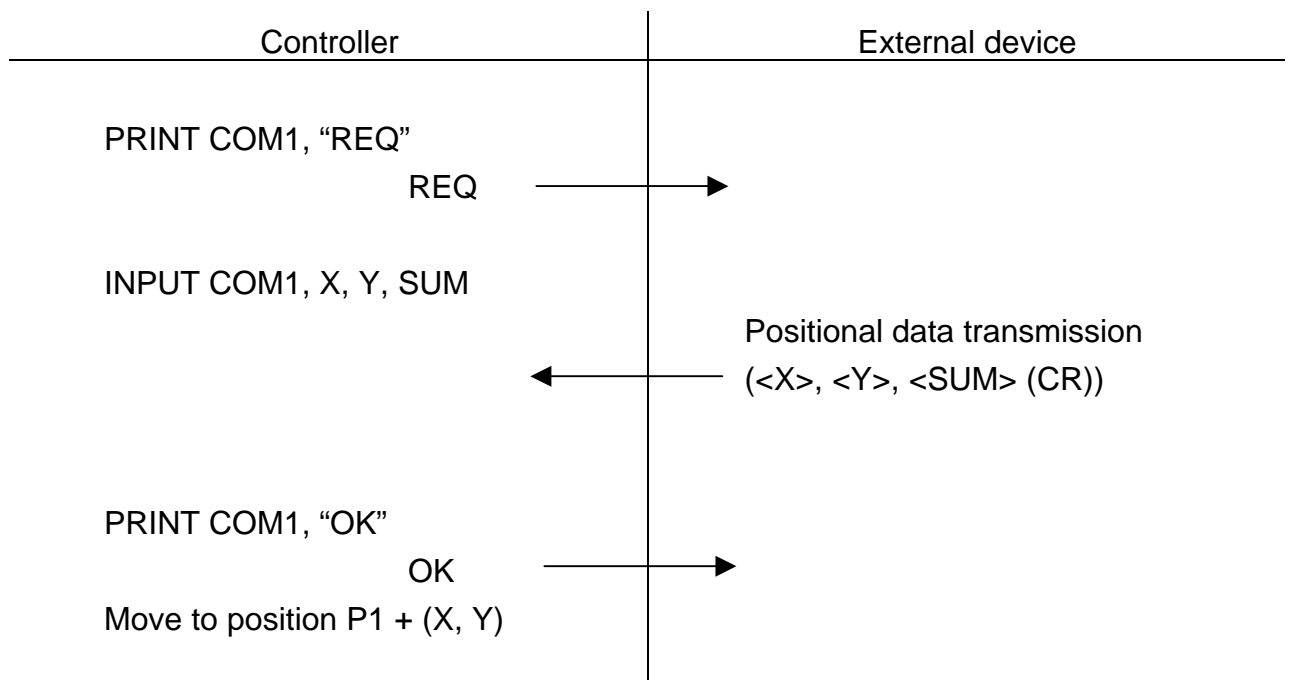 Controller
External device
PRINT COM1, “REQ”
REQ
INPUT COM1, X, Y, SUM
Positional data transmission
(<X>, <Y>, <SUM> (CR))
PRINT COM1, “OK”
OK
Move to position P1 + (X, Y)